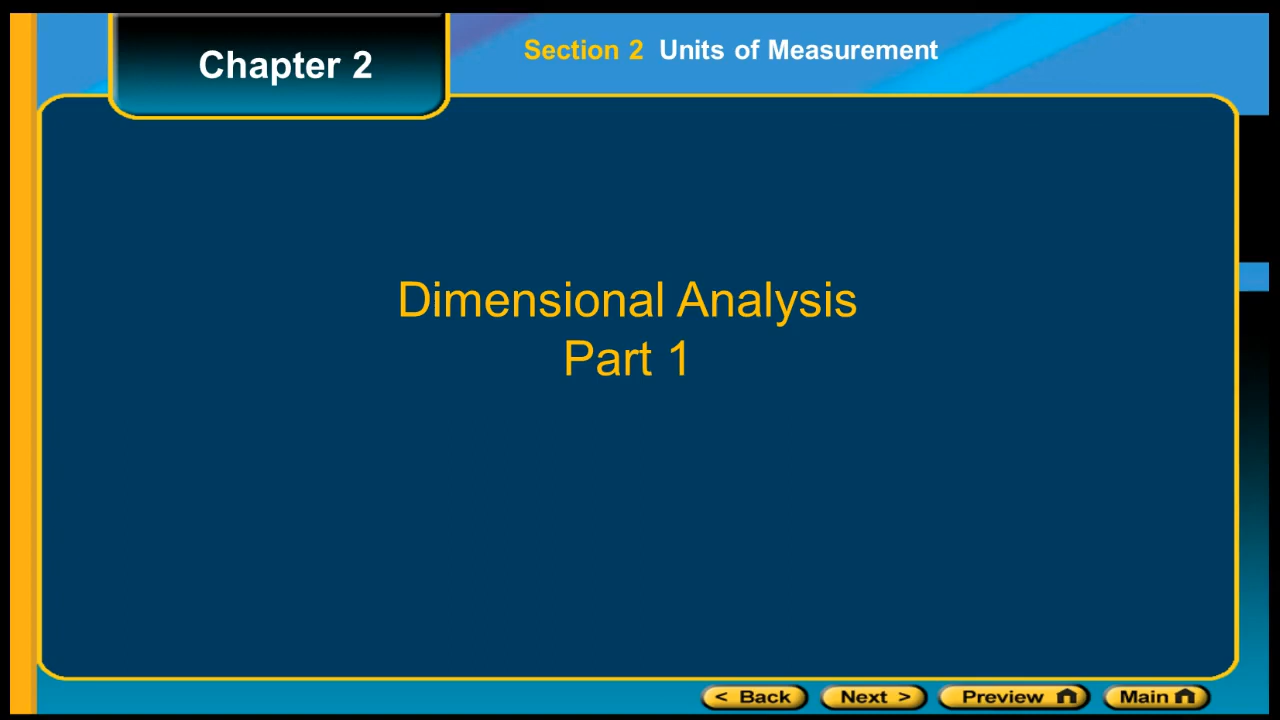 Chapter 2
Section 2 Units of Measurement
Dimensional Analysis
Part 1
< Back
Next >
Preview
Main